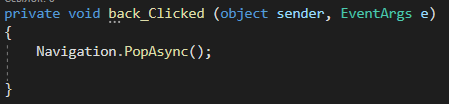 private void back_Clicked (object sender, EventArgs e)
{
Navigation.PopAsync();
}